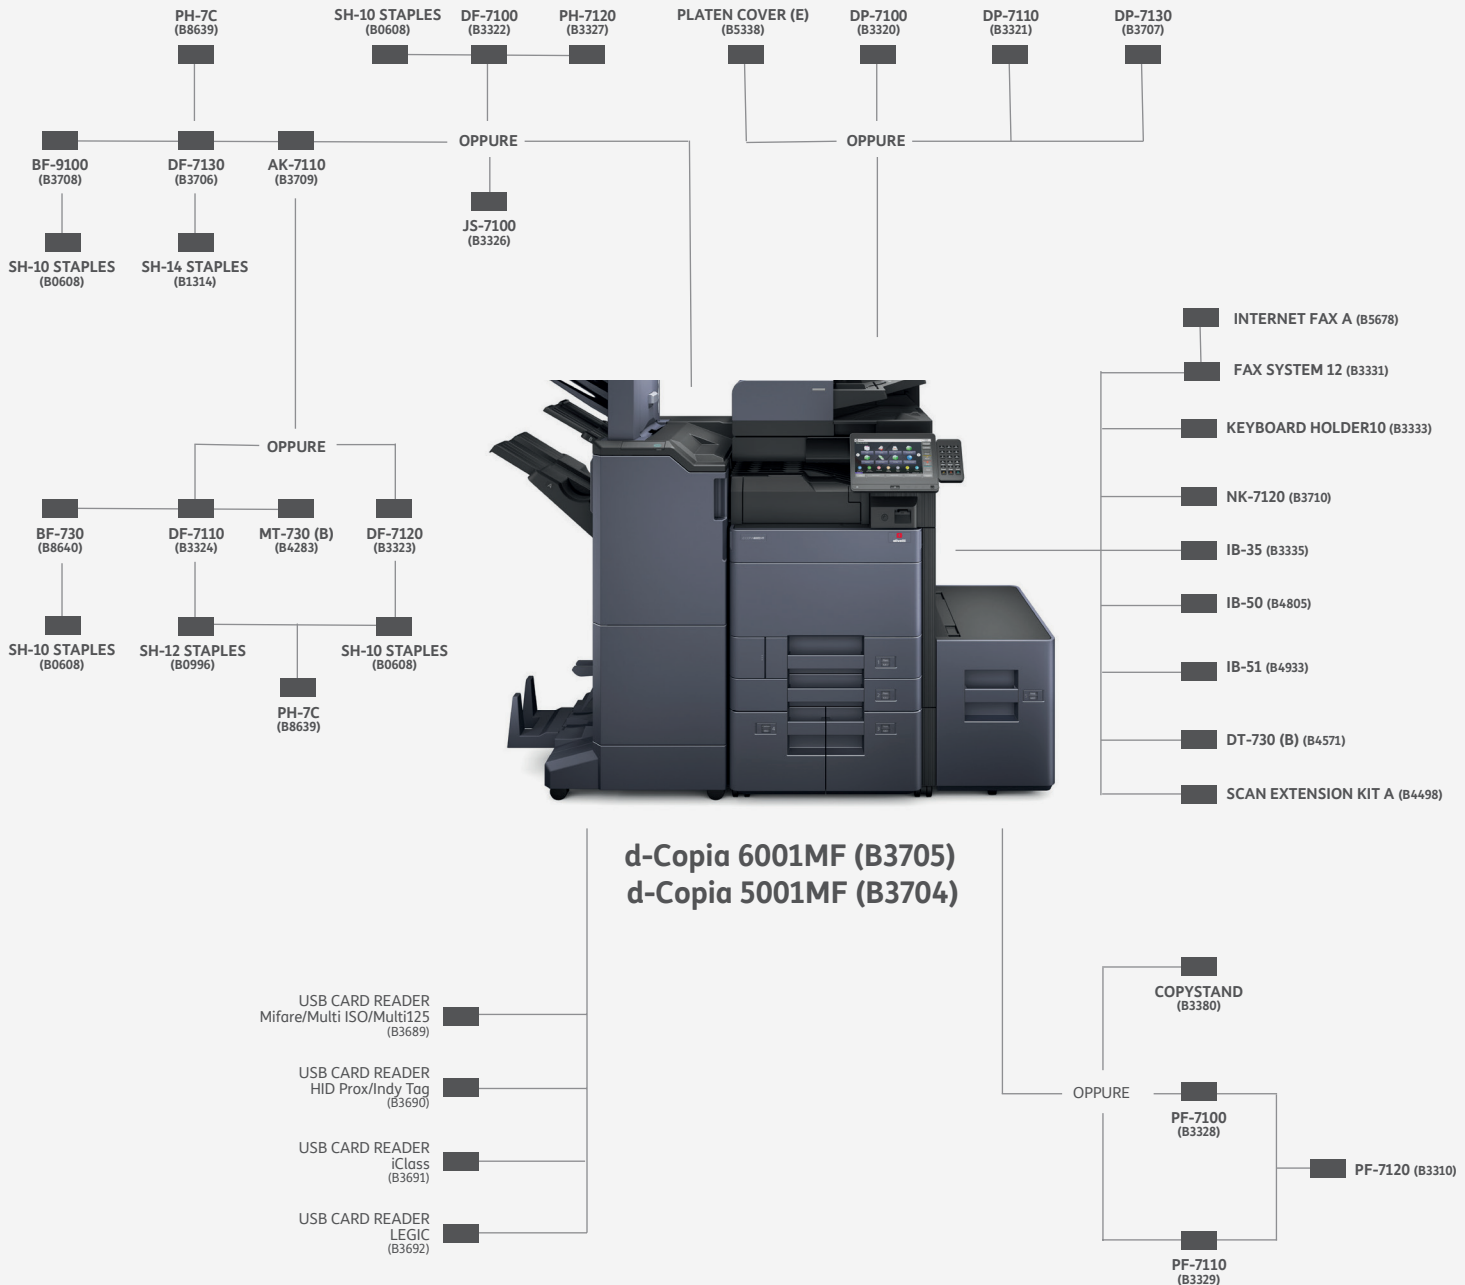 PH-7C
(B8639)
SH-10 STAPLES
(B0608)
DF-7100
(B3322)
PH-7120
(B3327)
PLATEN COVER (E)
(B5338)
DP-7100
(B3320)
DP-7110
(B3321)
DP-7130
(B3707)
BF-9100
(B3708)
DF-7130
(B3706)
AK-7110
(B3709)
OPPURE
OPPURE
JS-7100
(B3326)
SH-10 STAPLES
(B0608)
SH-14 STAPLES
(B1314)
INTERNET FAX A (B5678)
FAX SYSTEM 12 (B3331)
KEYBOARD HOLDER10 (B3333)
NK-7120 (B3710)
IB-35 (B3335)
IB-50 (B4805)
IB-51 (B4933)
DT-730 (B) (B4571)
SCAN EXTENSION KIT A (B4498)
OPPURE
BF-730
(B8640)
DF-7110
(B3324)
MT-730 (B)
(B4283)
DF-7120
(B3323)
SH-10 STAPLES
(B0608)
SH-12 STAPLES
(B0996)
SH-10 STAPLES
(B0608)
PH-7C
(B8639)
d-Copia 6001MF (B3705)
d-Copia 5001MF (B3704)
USB CARD READER
Mifare/Multi ISO/Multi125
(B3689)
USB CARD READER
HID Prox/Indy Tag
(B3690)
USB CARD READER
iClass
(B3691)
USB CARD READER
LEGIC
(B3692)
COPYSTAND
(B3380)
OPPURE
PF-7100
(B3328)
PF-7120 (B3310)
PF-7110
(B3329)